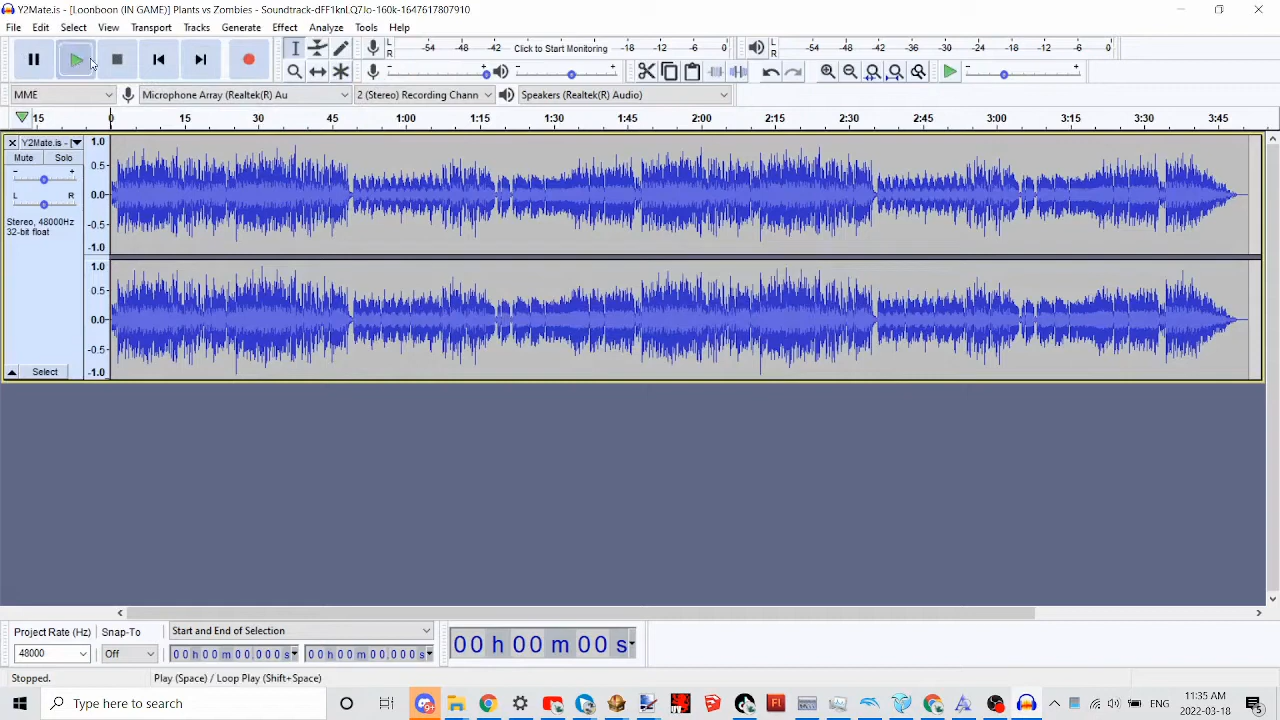 Y2Mate.is - [Loonboon (IN GAME)] Plants vs Zombies - Soundtrack-dFF1knLQ7lc-160k-1647617807910
File Edit Select View Transport Tracks Generate Effect Analyze Tools Help
L R -54 -48 Click to Start Monitoring -18 -12 -6 0 L R -54 -48 -42 -36 -30 -24 -18 -12 -6 0
- + - + - +
MME Microphone Array (Realtek(R) Au 2 (Stereo) Recording Chann Speakers (Realtek(R) Audio)
15 0 15 30 45 1:00 1:15 1:30 1:45 2:00 2:15 2:30 2:45 3:00 3:15 3:30 3:45
Y2Mate.is - [ 1.0
Mute Solo
0.5
- +
L R 0.0
Stereo, 48000Hz -0.5
32-bit float
-1.0
1.0
0.5
0.0
-0.5
Select -1.0
Project Rate (Hz) Snap-To Start and End of Selection
48000 Off 00 h 00 m 00.000 s 00 h 00 m 00.000 s 00 h 00 m 00 s
Stopped. Play (Space) / Loop Play (Shift+Space)
Type here to search
ENG 11:35 AM
2022-03-18